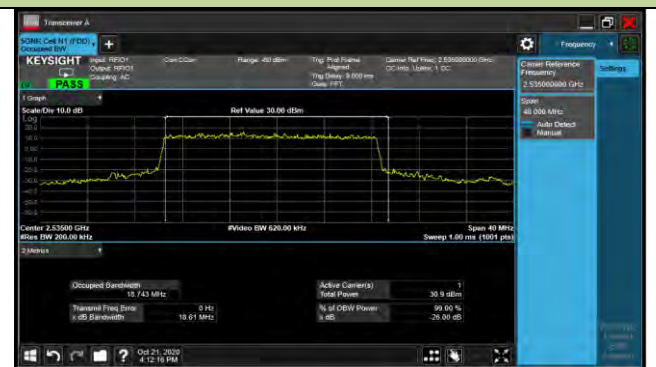 Transceiver A
5GNR Cell N1 (FDD)
Occupied BW
+
Frequency
KEYSIGHT
Input: RFIO1
Output: RFIO1
Coupling: AC
Corr CCorr
Trig: Prd Frame
Aligned
Trig Delay: 9.000 ms
Gate: FFT
Carrier Ref Freq: 2.535000000 GHz
CC Info: Uplink, 1 CC
PASS
Carrier Reference
Frequency
2.535000000 GHz
Settings
Span
40.000 MHz
Auto Detect
Manual
1 Graph
Scale/Div 10.0 dB
Ref Value 30.00 dBm
Log
Center 2.53500 GHz
#Res BW 200.00 kHz
#Video BW 620.00 kHz
Span 40 MHz
Sweep 1.00 ms (1001 pts)
2 Metrics
Occupied Bandwidth
18.743 MHz
Active Carrier(s)
1
Total Power
30.9 dBm
Transmit Freq Error
0 Hz
x dB Bandwidth
18.61 MHz
% of OBW Power
99.00 %
x dB
-26.00 dB
?
Oct 21, 2020
4:12:16 PM